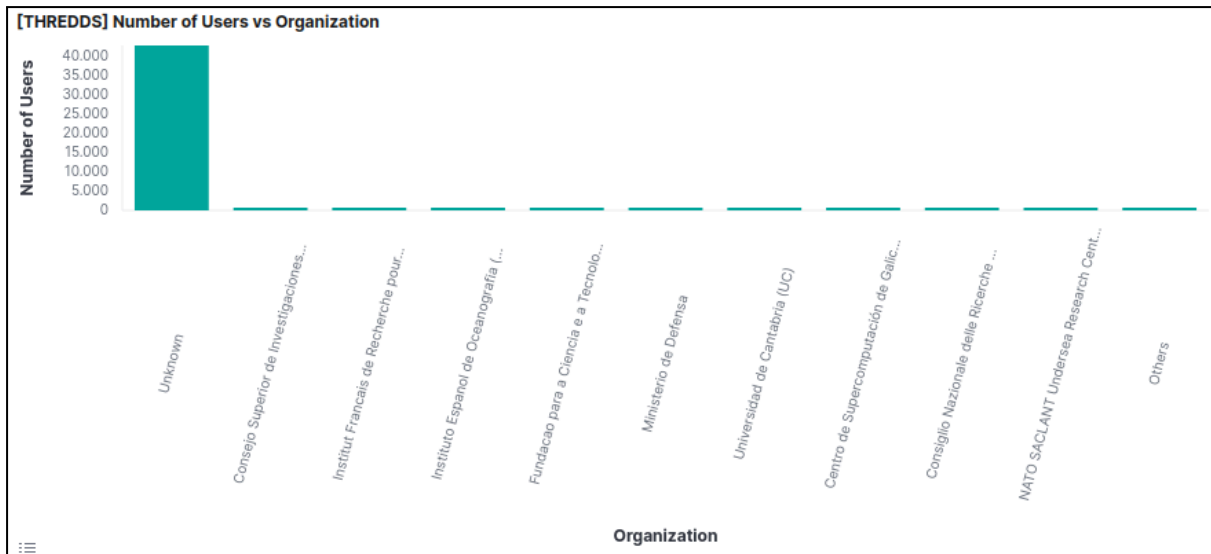 [THREDDS] Number of Users vs Organization
Number of Users
40.000
35.000
30.000
25.000
20.000
15.000
10.000
5.000
0
Unknown
Consejo Superior de Investigaciones...
Institut Francais de Recherche pour...
Instituto Espanol de Oceanografia (...
Fundacao para a Ciencia e a Tecnolo...
Ministerio de Defensa
Universidad de Cantabria (UC)
Centro de Supercomputación de Galic...
Consiglio Nazionale delle Ricerche ...
NATO SACLANT Undersea Research Cent...
Others
Organization